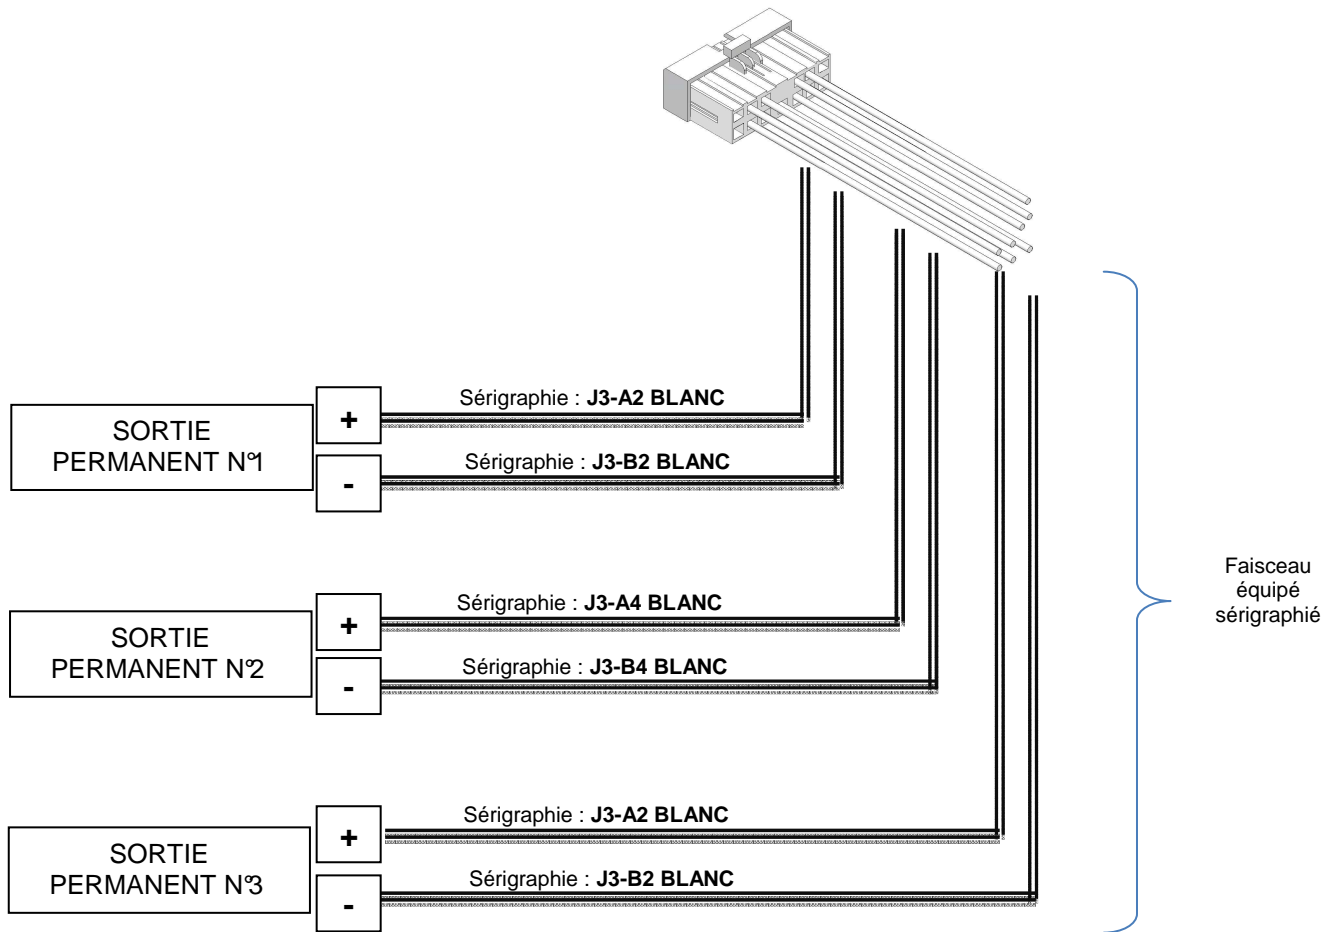 Sérigraphie : J3-A2 BLANC
+
SORTIE
PERMANENT N°1
Sérigraphie : J3-B2 BLANC
-
Sérigraphie : J3-A4 BLANC
+
SORTIE
PERMANENT N°2
Sérigraphie : J3-B4 BLANC
-
Sérigraphie : J3-A2 BLANC
+
SORTIE
PERMANENT N°3
Sérigraphie : J3-B2 BLANC
-
Faisceau
équipé
sérigraphié